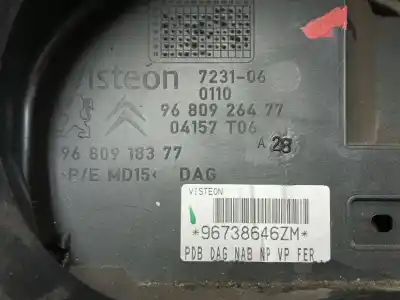 Visteon 7231-06
0110
96 809 264 77
04157 T06
A 28
96 809 183 77
>P/E MD15< DAG
VISTEON
*96738646ZM*
PDB DAG NAB NP VP FER